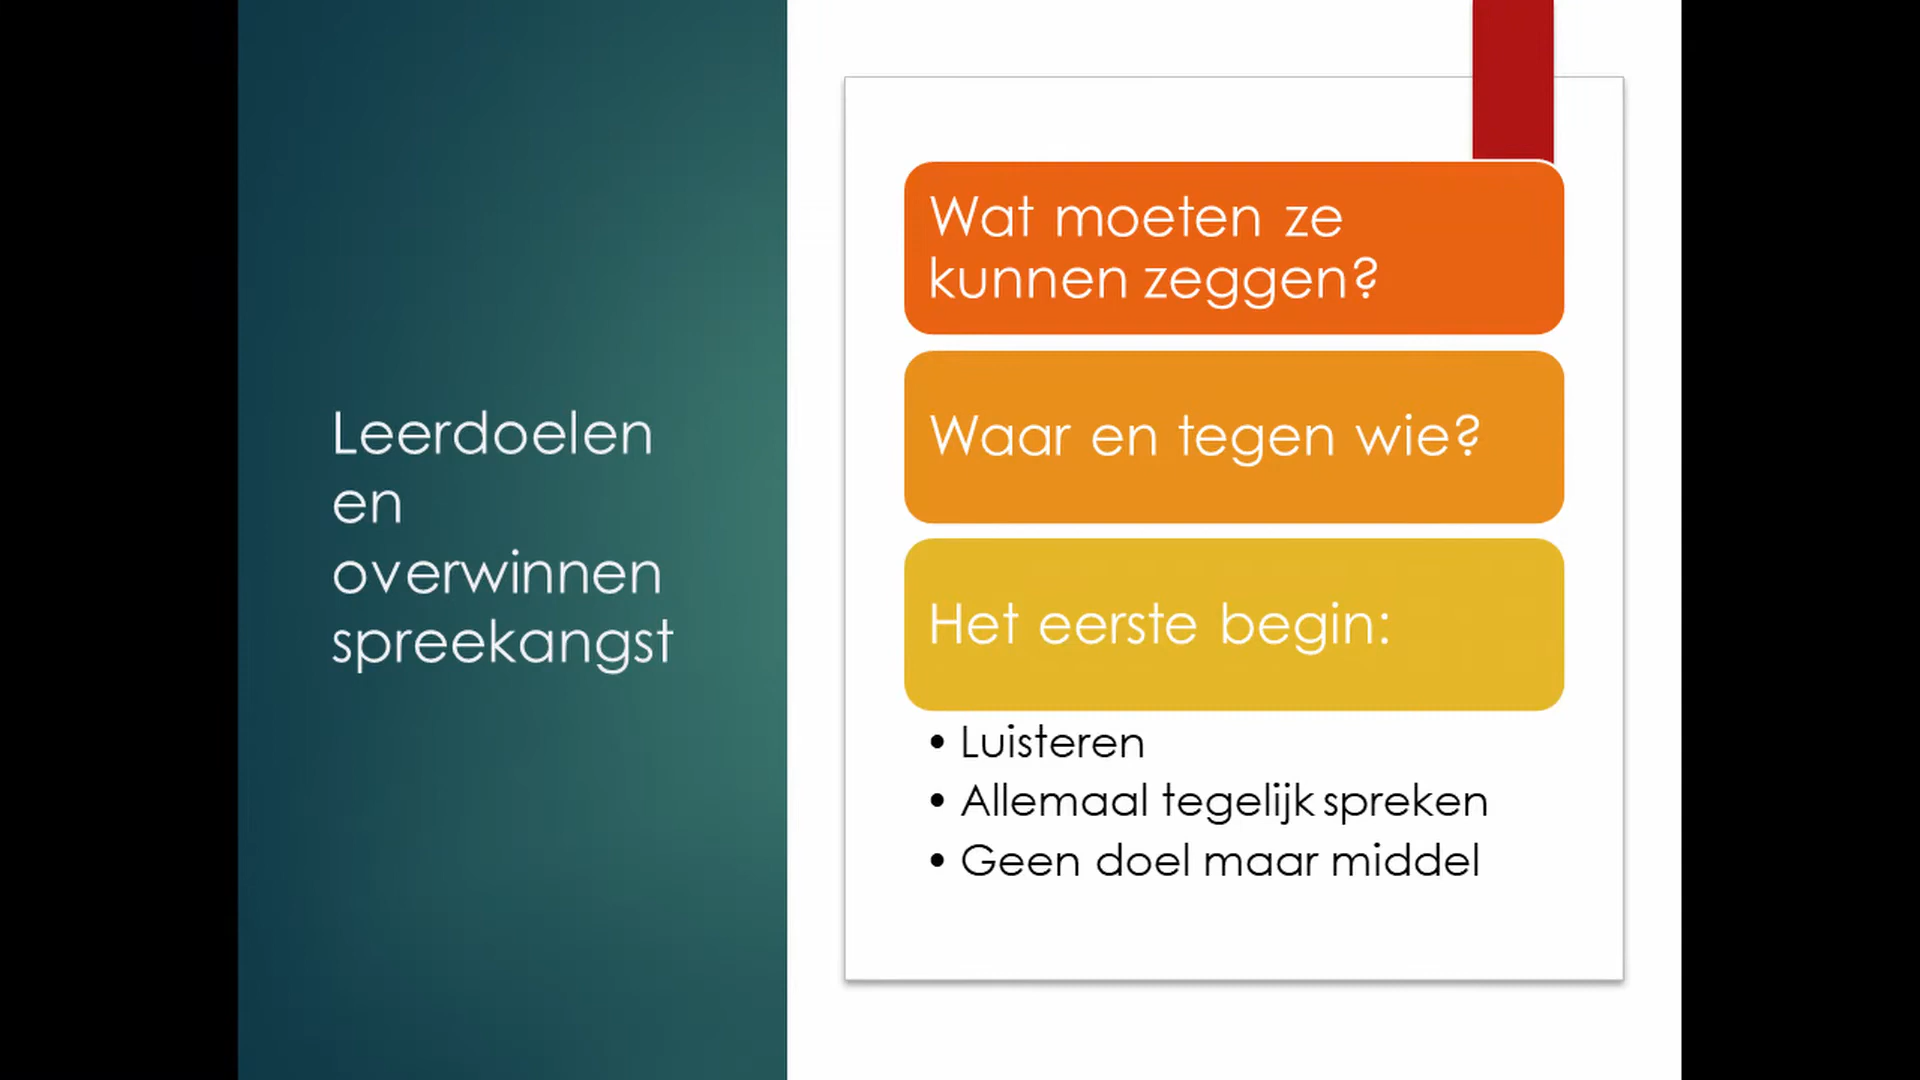 Leerdoelen
en
overwinnen
spreekangst
Wat moeten ze
kunnen zeggen?
Waar en tegen wie?
Het eerste begin:
• Luisteren
• Allemaal tegelijk spreken
• Geen doel maar middel